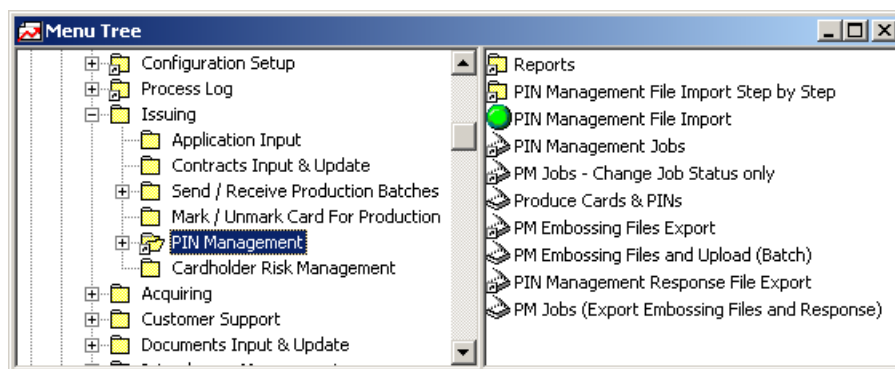 Menu Tree
Configuration Setup
Process Log
Issuing
Application Input
Contracts Input & Update
Send / Receive Production Batches
Mark / Unmark Card For Production
PIN Management
Cardholder Risk Management
Acquiring
Customer Support
Documents Input & Update
Reports
PIN Management File Import Step by Step
PIN Management File Import
PIN Management Jobs
PM Jobs - Change Job Status only
Produce Cards & PINs
PM Embossing Files Export
PM Embossing Files and Upload (Batch)
PIN Management Response File Export
PM Jobs (Export Embossing Files and Response)